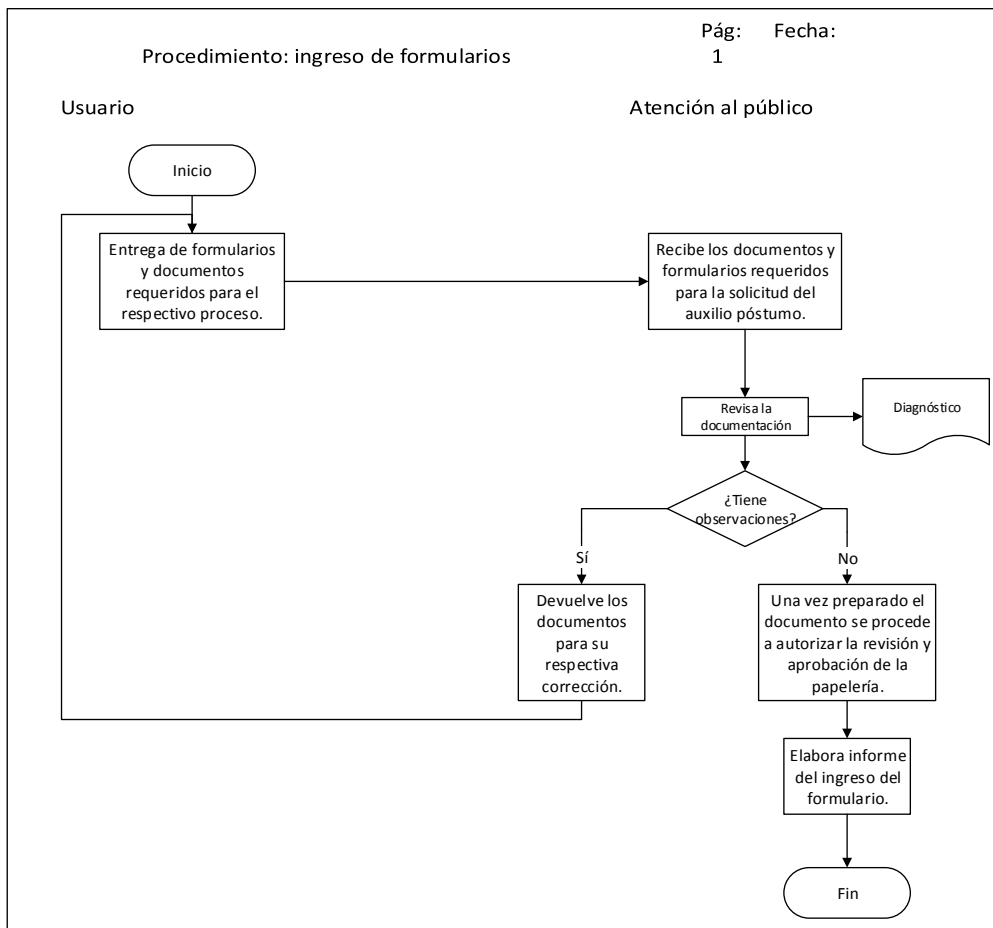 Pág: Fecha:
Procedimiento: ingreso de formularios 1
Usuario Atención al público
Inicio
Entrega de formularios
y documentos
requeridos para el
respectivo proceso.
Recibe los documentos y
formularios requeridos
para la solicitud del
auxilio póstumo.
Revisa la
documentación
Diagnóstico
¿Tiene
observaciones?
Sí
No
Devuelve los
documentos
para su
respectiva
corrección.
Una vez preparado el
documento se procede
a autorizar la revisión y
aprobación de la
papelería.
Elabora informe
del ingreso del
formulario.
Fin